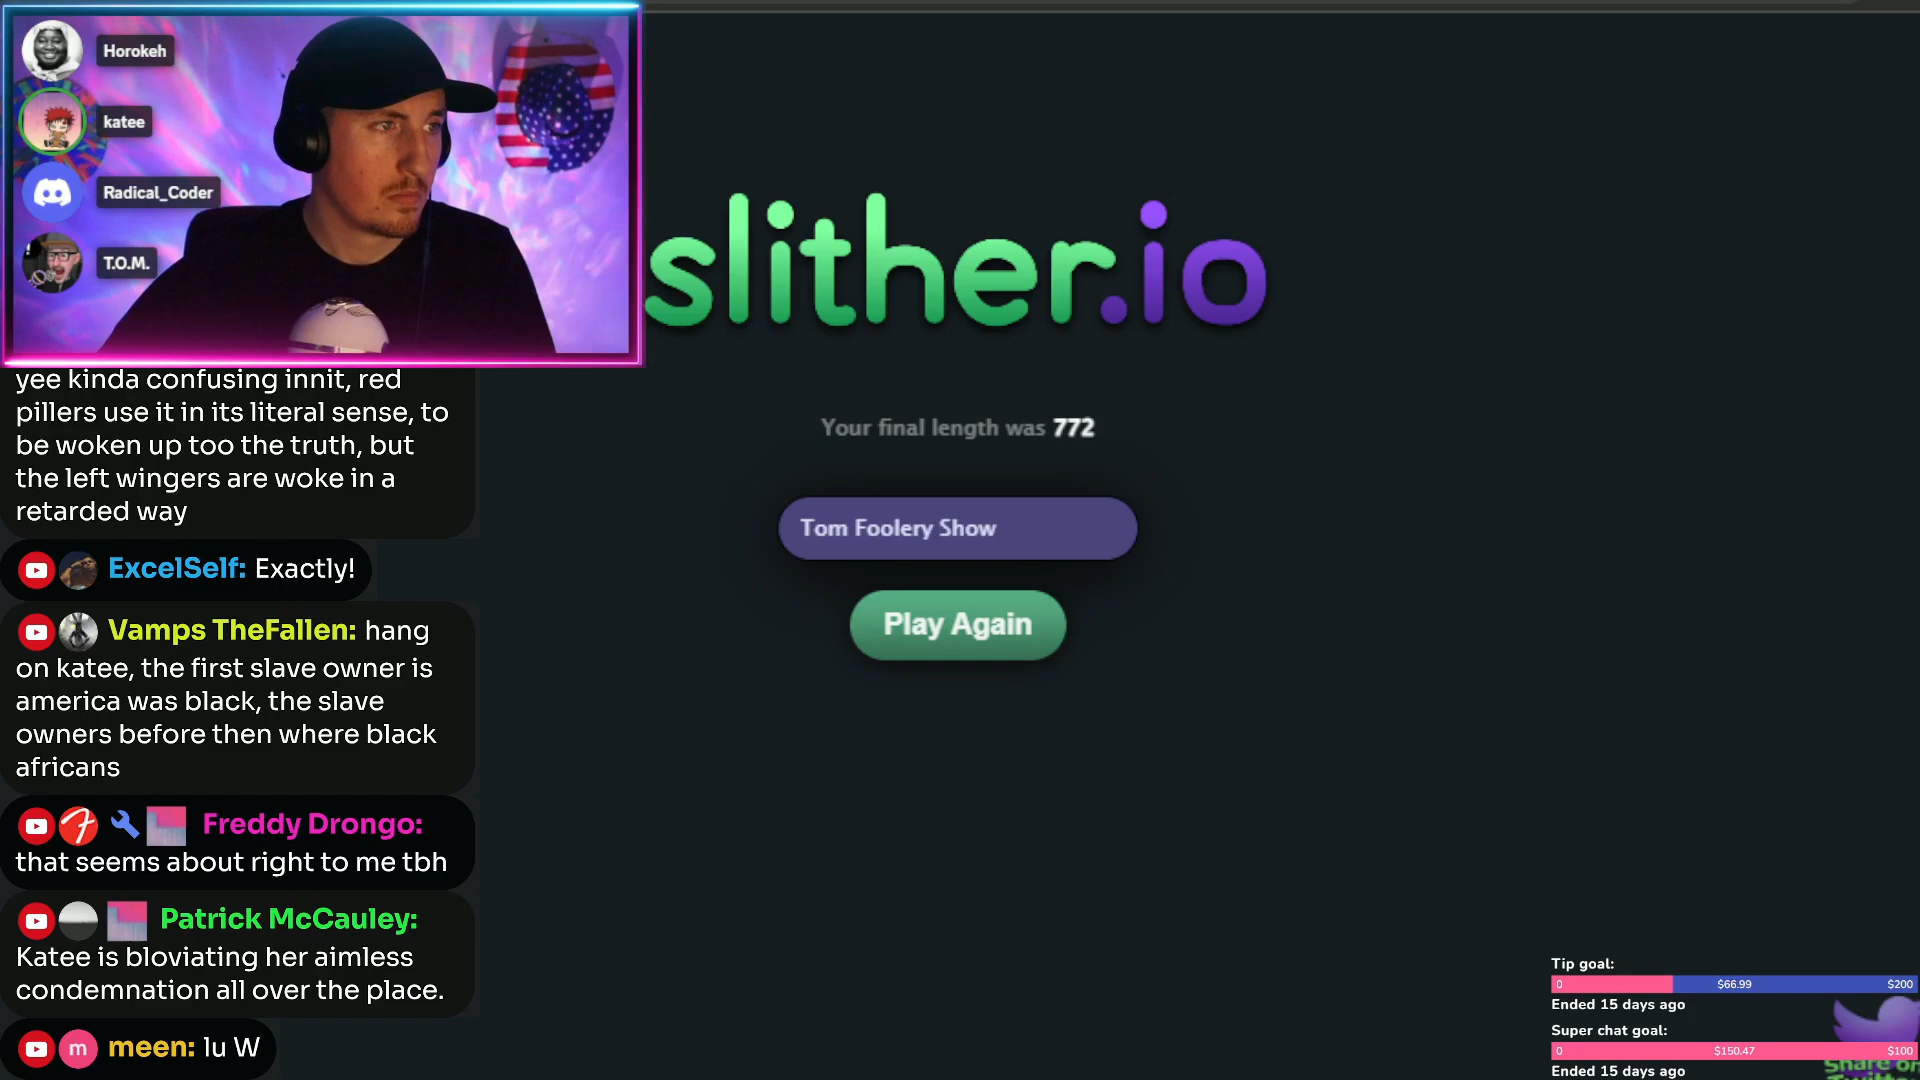 Horokeh
katee
Radical_Coder
T.O.M.
slither.io
Your final length was 772
Tom Foolery Show
Play Again
yee kinda confusing innit, red
pillers use it in its literal sense, to
be woken up too the truth, but
the left wingers are woke in a
retarded way
ExcelSelf: Exactly!
Vamps TheFallen: hang
on katee, the first slave owner is
america was black, the slave
owners before then where black
africans
Freddy Drongo:
that seems about right to me tbh
Patrick McCauley:
Katee is bloviating her aimless
condemnation all over the place.
m meen: lu W
Tip goal:
0 $66.99 $200
Ended 15 days ago
Super chat goal:
0 $150.47 $100
Ended 15 days ago
Share on